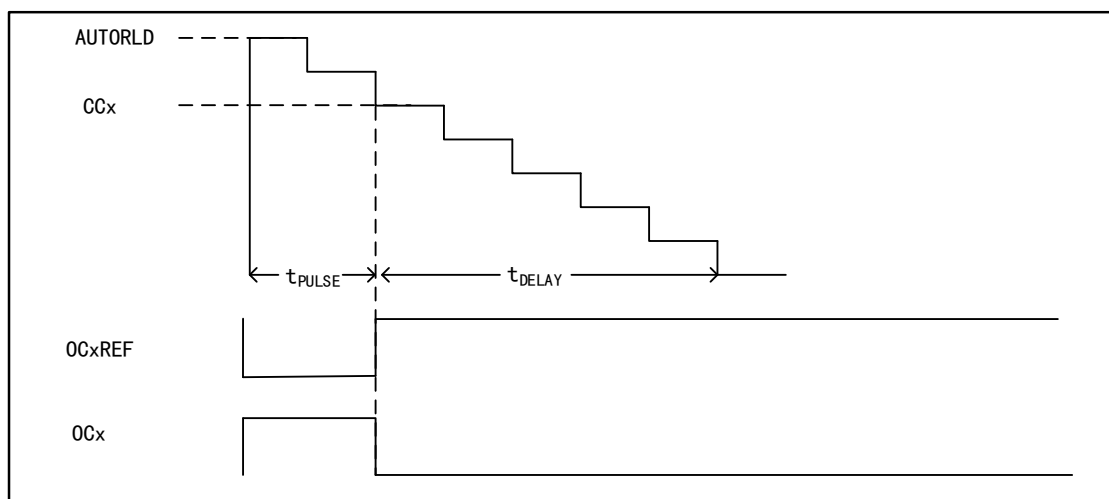 AUTORLD
CCx
tPULSE
tDELAY
OCxREF
OCx